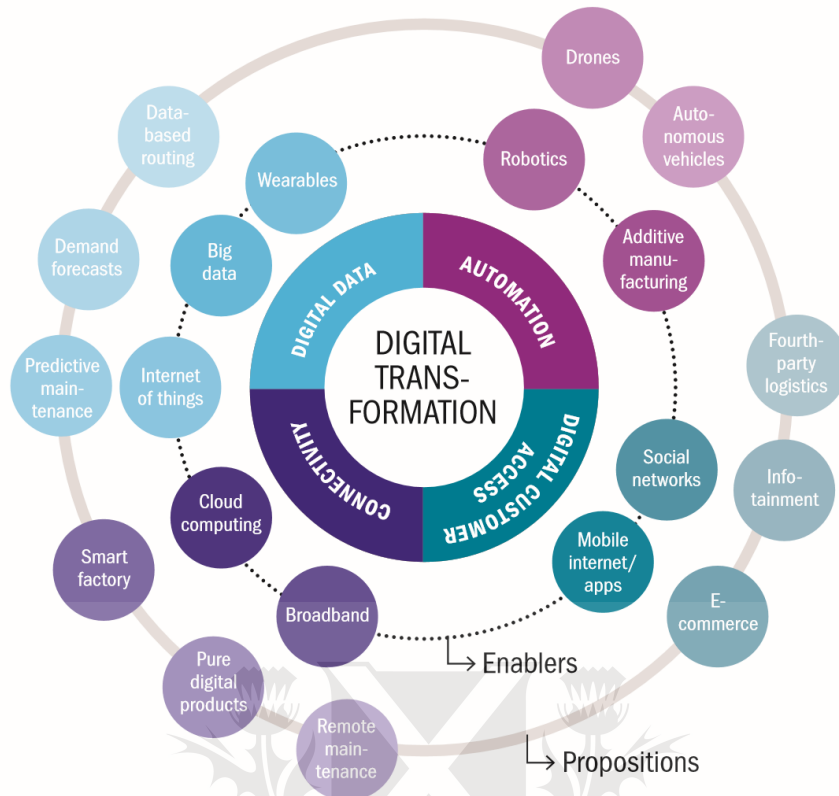 DIGITAL
TRANS-
FORMATION
DIGITAL DATA
AUTOMATION
DIGITAL CUSTOMER
ACCESS
CONNECTIVITY
Wearables
Big
data
Internet
of things
Robotics
Additive
manu-
facturing
Social
networks
Mobile
internet/
apps
Cloud
computing
Broadband
Enablers
Data-
based
routing
Demand
forecasts
Predictive
main-
tenance
Drones
Auto-
nomous
vehicles
Fourth-
party
logistics
Info-
tainment
E-
commerce
Smart
factory
Pure
digital
products
Remote
main-
tenance
Propositions